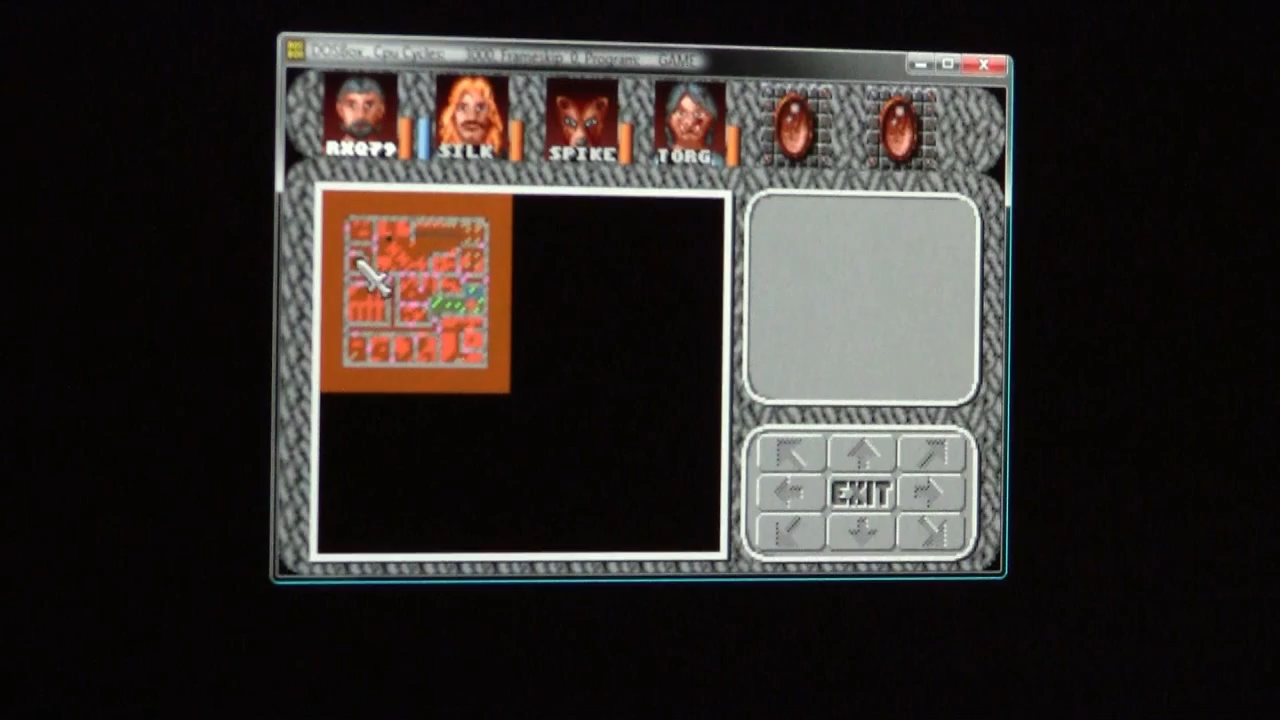 DOSBox, Cpu Cycles: 3000, Frameskip 0, Program: GAME
RXQ79 SILK SPIKE TORG
EXIT